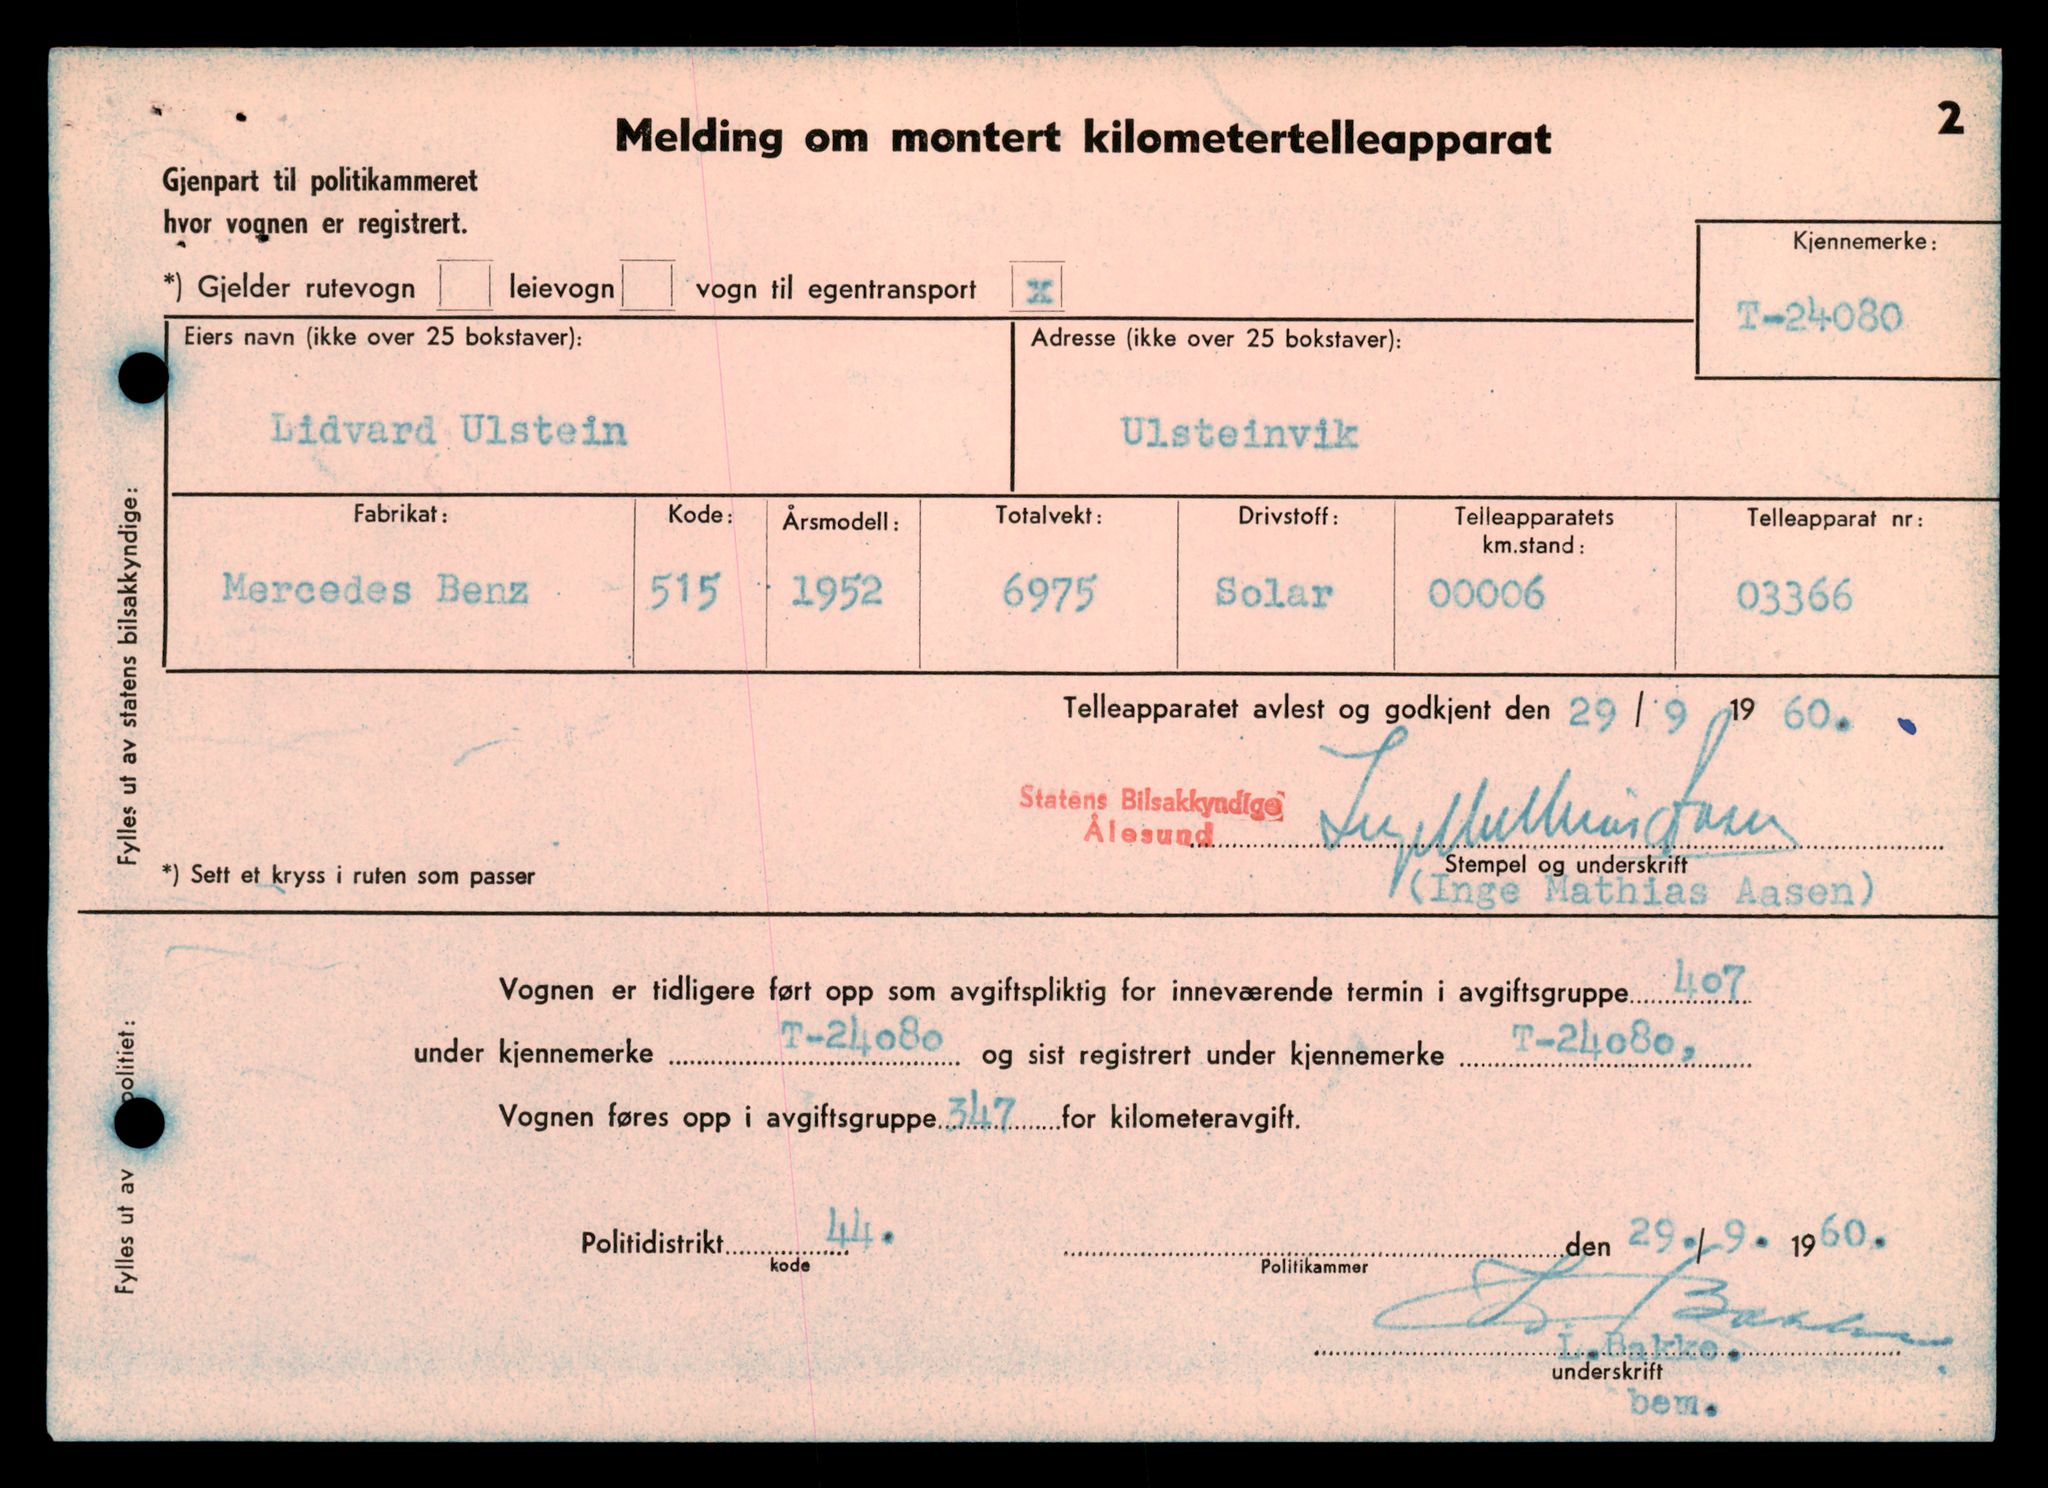 2
Melding om montert kilometertelleapparat
Gjenpart til politikammeret
hvor vognen er registrert.
Kjennemerke:
T-24080
*) Gjelder rutevogn leievogn vogn til egentransport x
Eiers navn (ikke over 25 bokstaver): Adresse (ikke over 25 bokstaver):
Lidvard Ulstein Ulsteinvik
Fabrikat: Kode: Årsmodell: Totalvekt: Drivstoff: Telleapparatets km.stand: Telleapparat nr:
Mercedes Benz 515 1952 6975 Solar 00006 03366
Fylles ut av statens bilsakkyndige:
Telleapparatet avlest og godkjent den 29 / 9 19 60.
Statens Bilsakkyndige
Ålesund
Inge Mathias Aasen
Stempel og underskrift
(Inge Mathias Aasen)
*) Sett et kryss i ruten som passer
Vognen er tidligere ført opp som avgiftspliktig for inneværende termin i avgiftsgruppe 407
under kjennemerke T-24080 og sist registrert under kjennemerke T-24080,
Vognen føres opp i avgiftsgruppe 347 for kilometeravgift.
Fylles ut av politiet:
Politidistrikt 44. den 29./9. 1960.
kode Politikammer
L. Bakke
L.Bakke.
underskrift
bem.